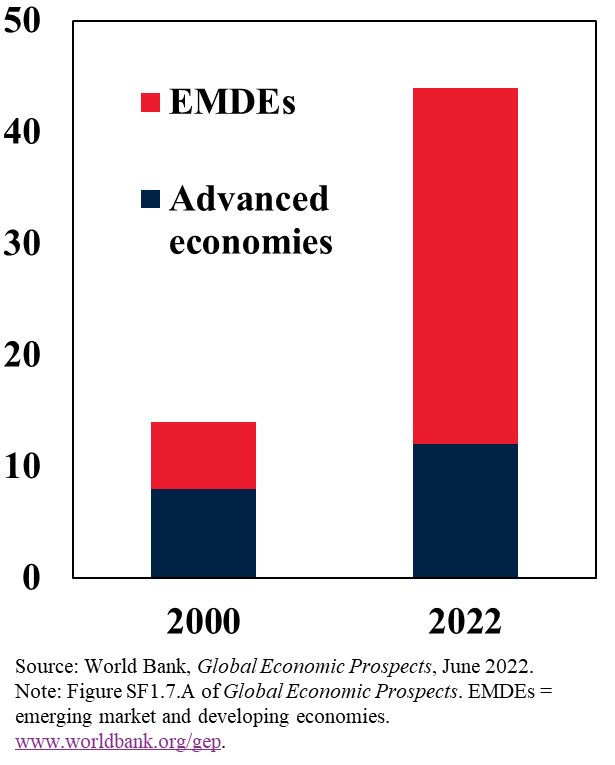 50
40
30
20
10
0
EMDEs
Advanced
economies
2000
2022
Source: World Bank, Global Economic Prospects, June 2022.
Note: Figure SF1.7.A of Global Economic Prospects. EMDEs =
emerging market and developing economies.
www.worldbank.org/gep.